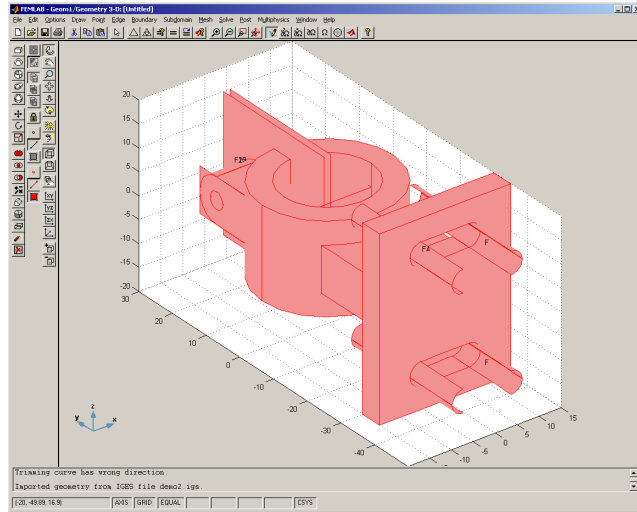 FEMLAB - Geom1/Geometry 3-D: [Untitled]
File Edit Options Draw Point Edge Boundary Subdomain Mesh Solve Post Multiphysics Window Help
20
15
10
5
0
-5
-10
-15
-20
30
20
10
0
-10
-20
-30
-40
-10
-5
0
5
10
15
F
F
z
y
x
Trimming curve has wrong direction.
Imported geometry from IGES file demo2.igs.
(-20, -49.89, 16.9) AXIS GRID EQUAL CSYS